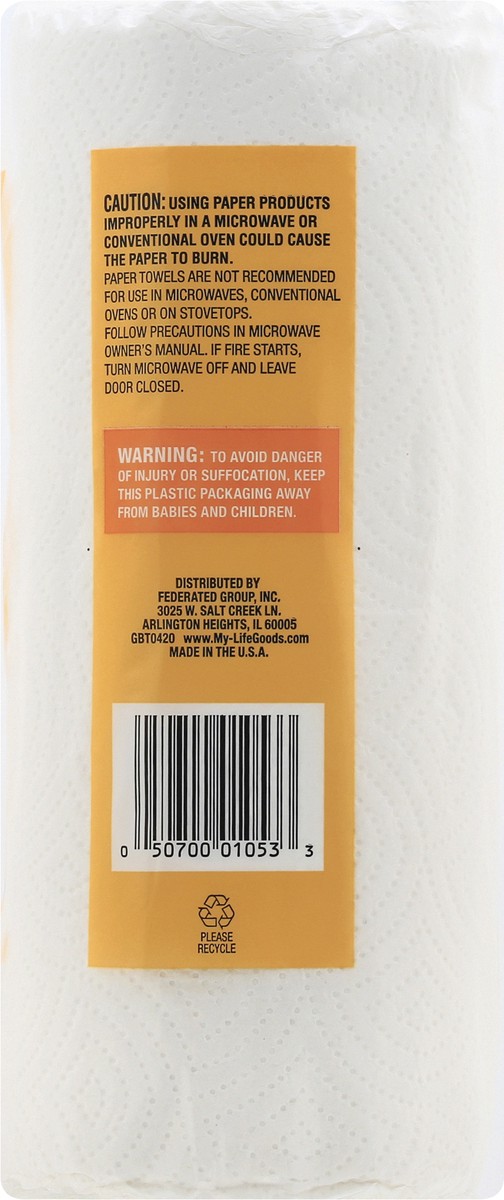 CAUTION: USING PAPER PRODUCTS
IMPROPERLY IN A MICROWAVE OR
CONVENTIONAL OVEN COULD CAUSE
THE PAPER TO BURN.
PAPER TOWELS ARE NOT RECOMMENDED
FOR USE IN MICROWAVES, CONVENTIONAL
OVENS OR ON STOVETOPS.
FOLLOW PRECAUTIONS IN MICROWAVE
OWNER'S MANUAL. IF FIRE STARTS,
TURN MICROWAVE OFF AND LEAVE
DOOR CLOSED.
WARNING: TO AVOID DANGER
OF INJURY OR SUFFOCATION, KEEP
THIS PLASTIC PACKAGING AWAY
FROM BABIES AND CHILDREN.
DISTRIBUTED BY
FEDERATED GROUP, INC.
3025 W. SALT CREEK LN.
ARLINGTON HEIGHTS, IL 60005
GBT0420 www.My-LifeGoods.com
MADE IN THE U.S.A.
0 50700 01053 3
PLEASE
RECYCLE